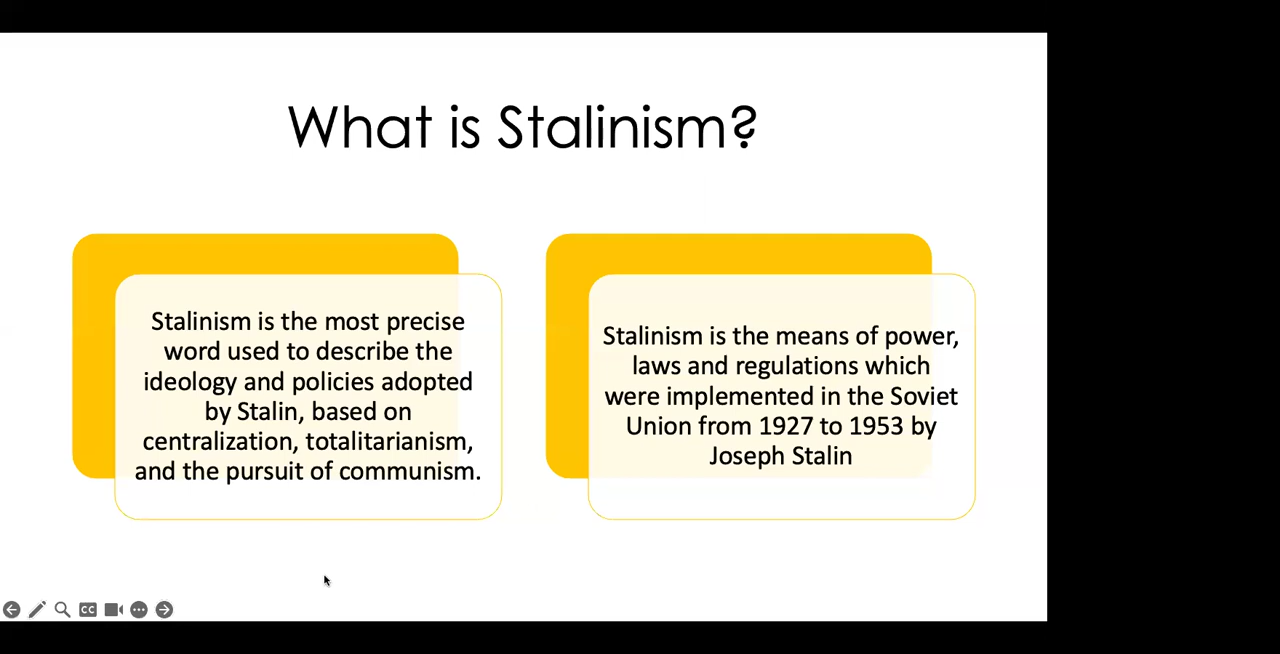 What is Stalinism?
Stalinism is the most precise
word used to describe the
ideology and policies adopted
by Stalin, based on
centralization, totalitarianism,
and the pursuit of communism.
Stalinism is the means of power,
laws and regulations which
were implemented in the Soviet
Union from 1927 to 1953 by
Joseph Stalin
CC